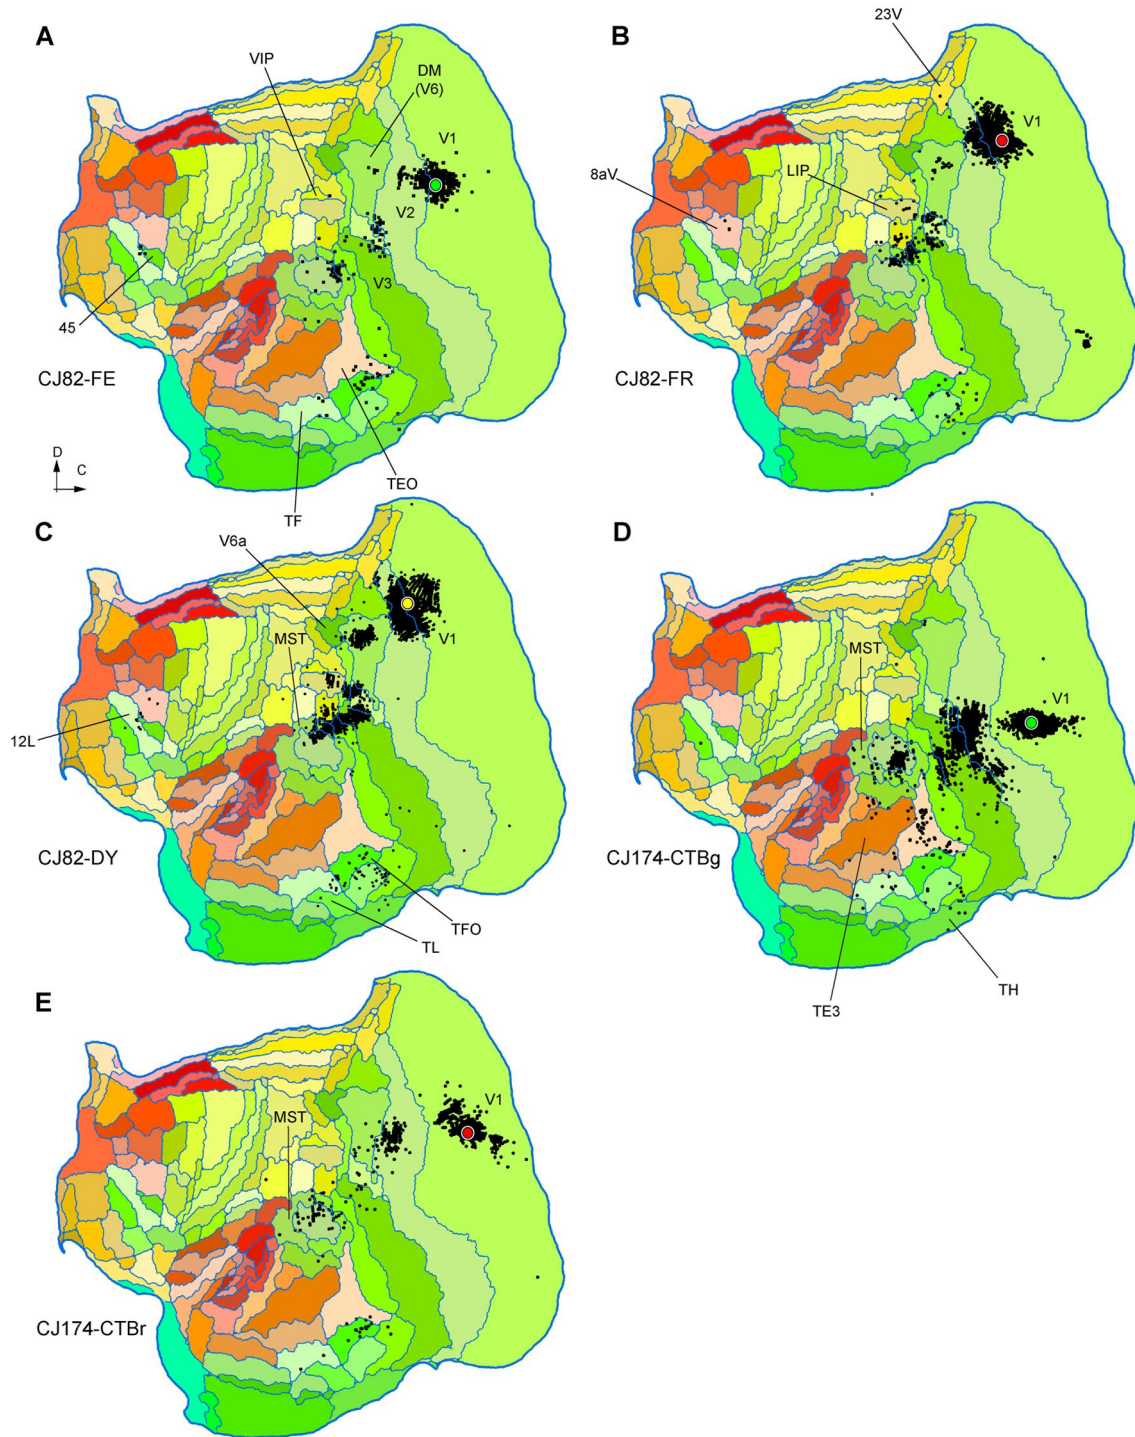 A
VIP
DM
(V6)
V1
V2
V3
45
CJ82-FE
D
C
TEO
TF
B
23V
V1
8aV
LIP
CJ82-FR
C
V6a
V1
MST
12L
CJ82-DY
TFO
TL
D
MST
V1
CJ174-CTBg
TH
TE3
E
V1
MST
CJ174-CTBr